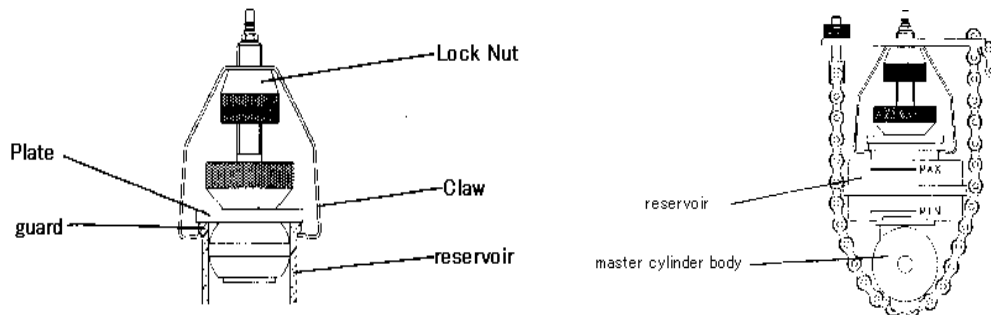 Lock Nut
Plate
Claw
guard
reservoir
reservoir
MAX
MIN
master cylinder body